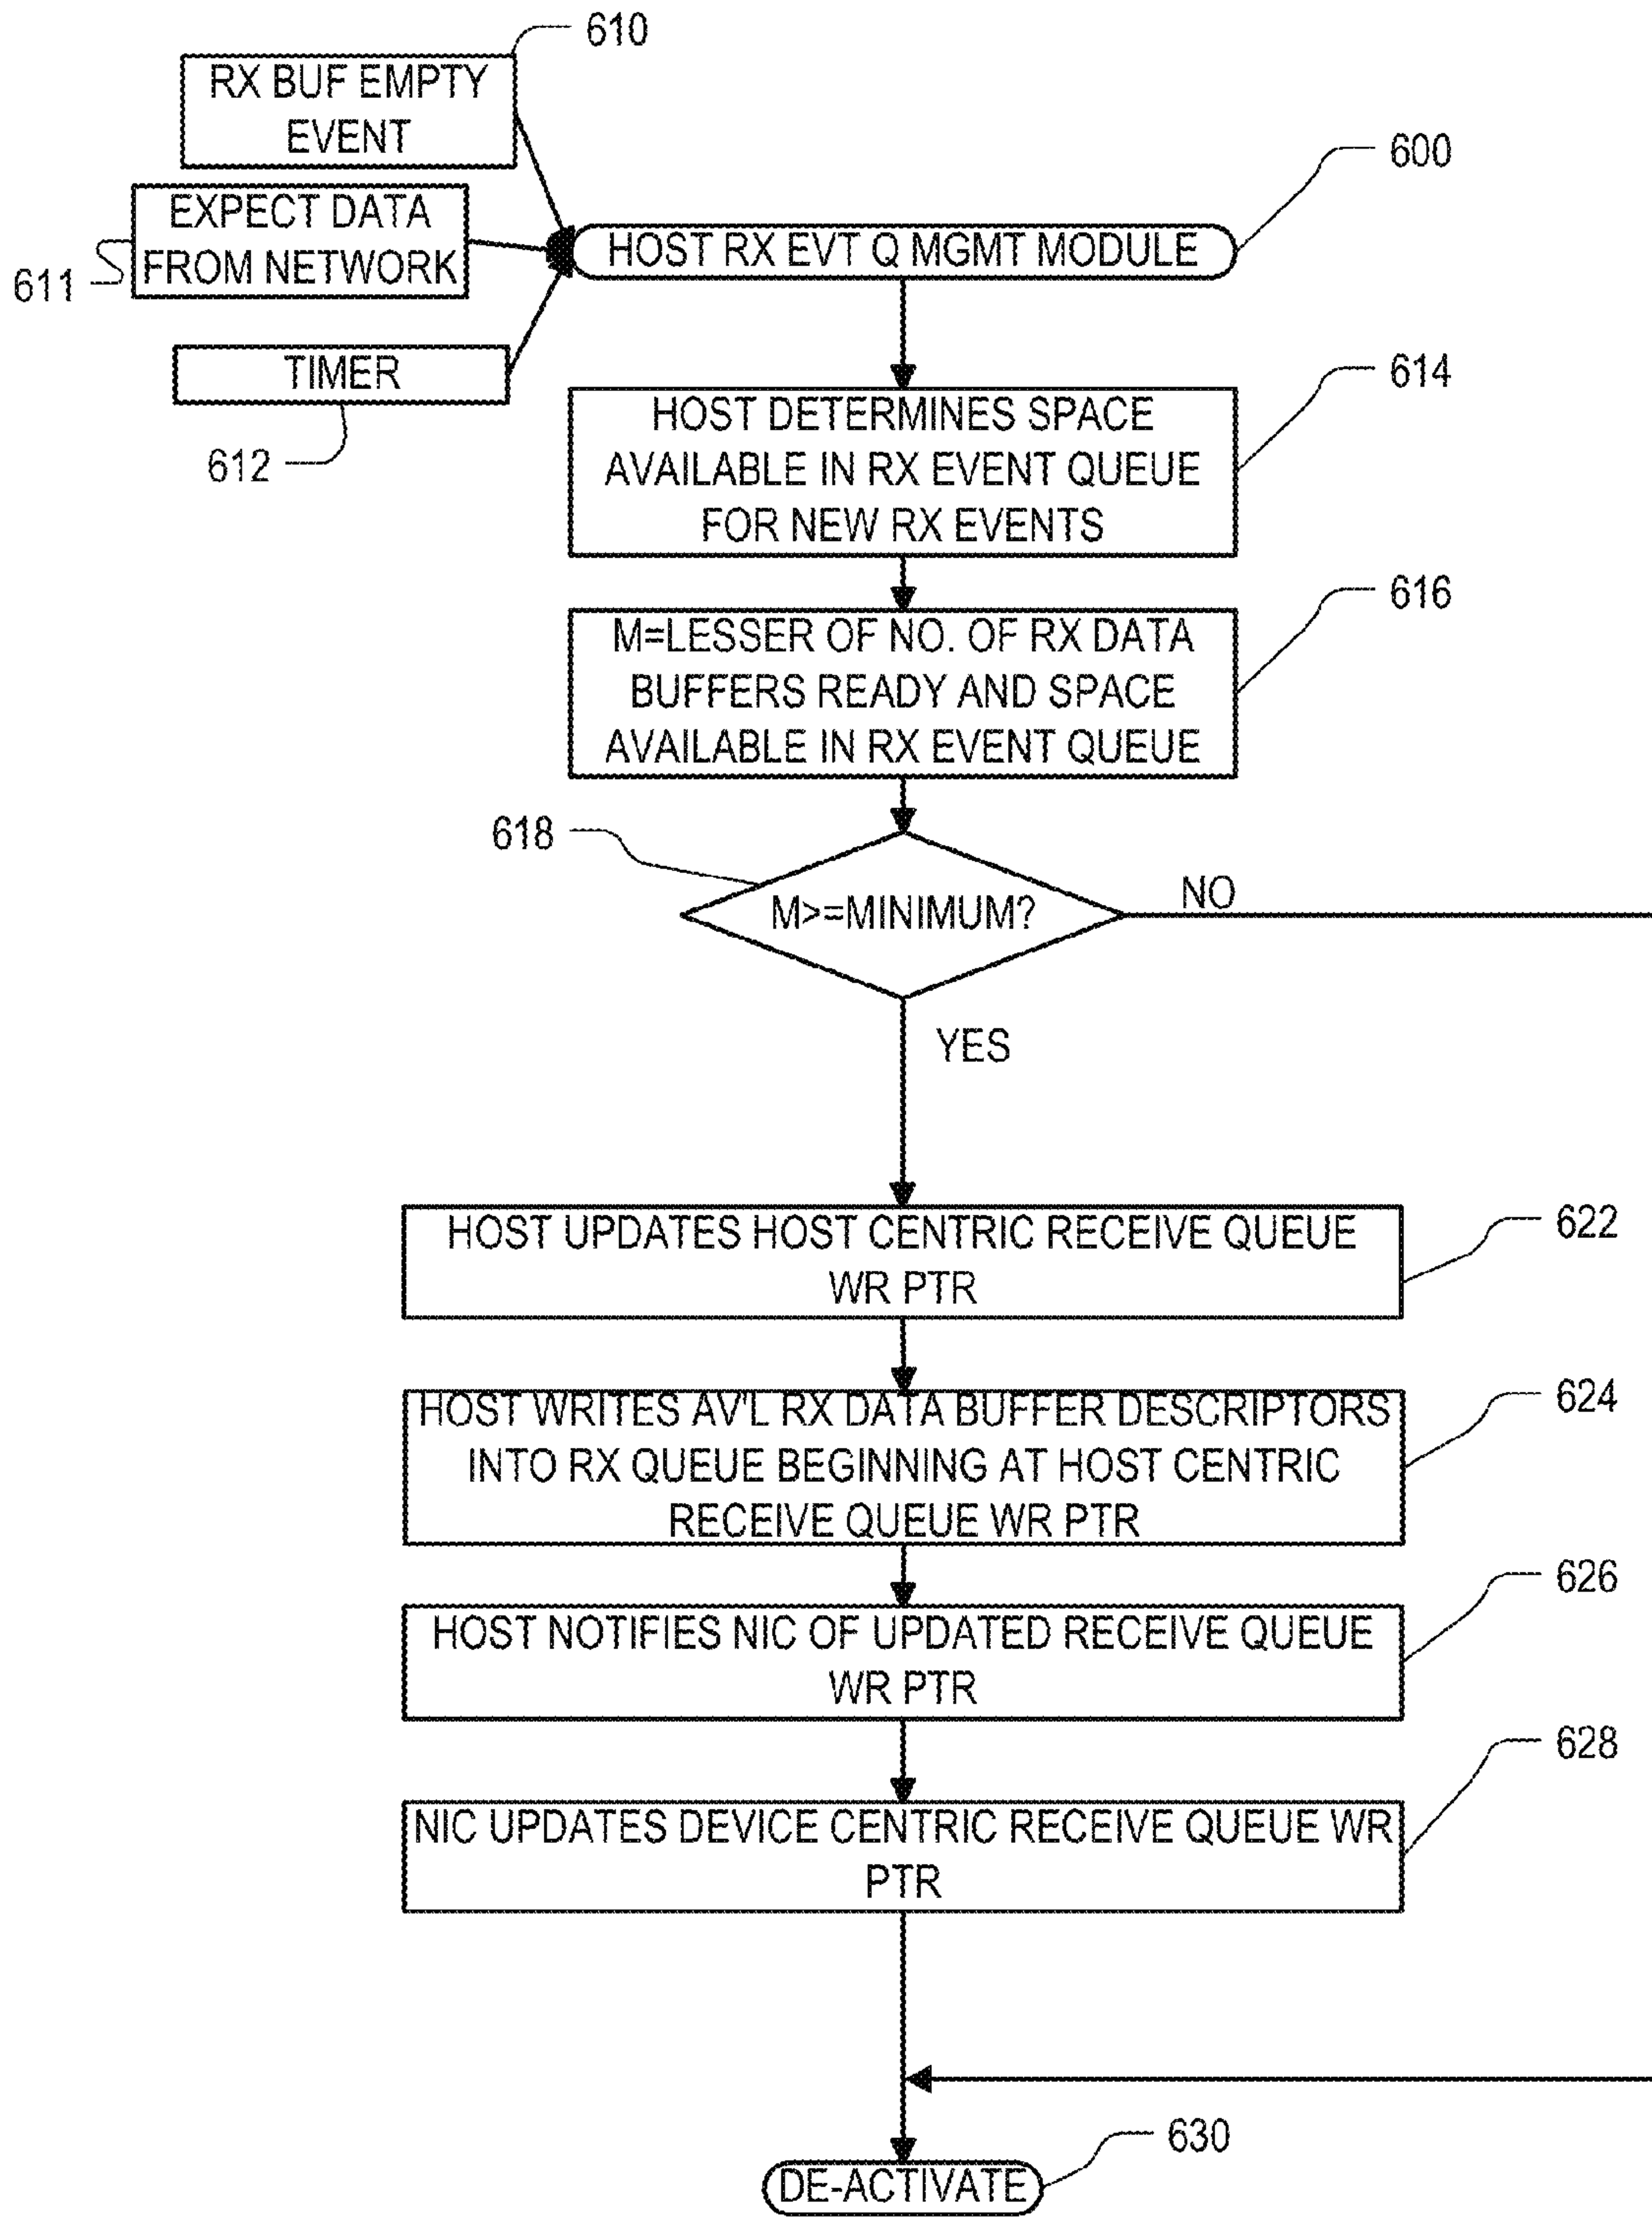 610
RX BUF EMPTY
EVENT
600
EXPECT DATA
FROM NETWORK
611
HOST RX EVT Q MGMT MODULE
TIMER
612
614
HOST DETERMINES SPACE
AVAILABLE IN RX EVENT QUEUE
FOR NEW RX EVENTS
616
M=LESSER OF NO. OF RX DATA
BUFFERS READY AND SPACE
AVAILABLE IN RX EVENT QUEUE
618
M>=MINIMUM?
NO
YES
622
HOST UPDATES HOST CENTRIC RECEIVE QUEUE
WR PTR
624
HOST WRITES AV'L RX DATA BUFFER DESCRIPTORS
INTO RX QUEUE BEGINNING AT HOST CENTRIC
RECEIVE QUEUE WR PTR
626
HOST NOTIFIES NIC OF UPDATED RECEIVE QUEUE
WR PTR
628
NIC UPDATES DEVICE CENTRIC RECEIVE QUEUE WR
PTR
630
DE-ACTIVATE